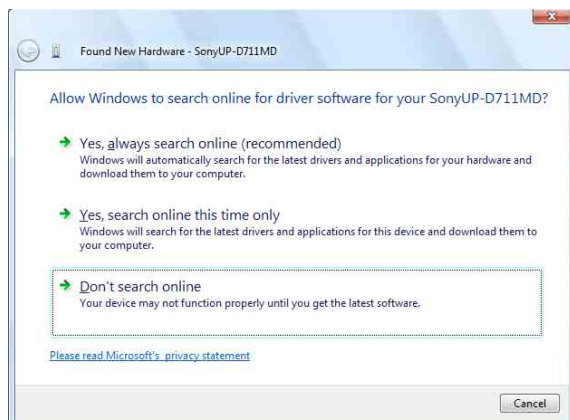 Found New Hardware - SonyUP-D711MD
Allow Windows to search online for driver software for your SonyUP-D711MD?
Yes, always search online (recommended)
Windows will automatically search for the latest drivers and applications for your hardware and
download them to your computer.
Yes, search online this time only
Windows will search for the latest drivers and applications for this device and download them to
your computer.
Don't search online
Your device may not function properly until you get the latest software.
Please read Microsoft's privacy statement
Cancel